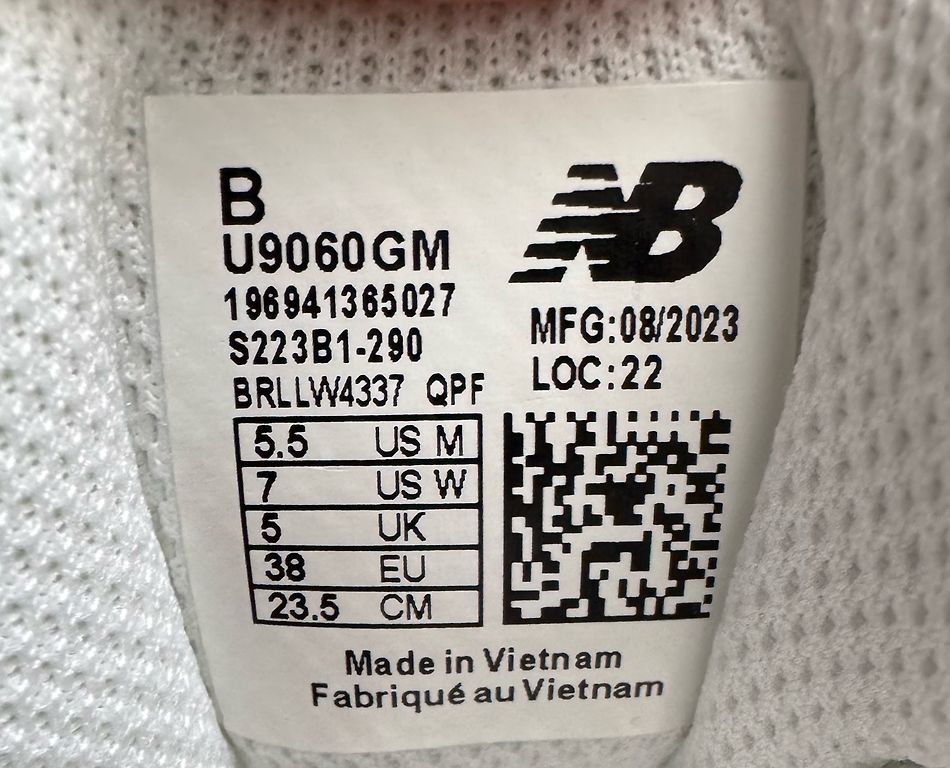 B
U9060GM
196941365027
S223B1-290
BRLLW4337 QPF
NB
MFG:08/2023
LOC:22
5.5 US M
7 US W
5 UK
38 EU
23.5 CM
Made in Vietnam
Fabriqué au Vietnam